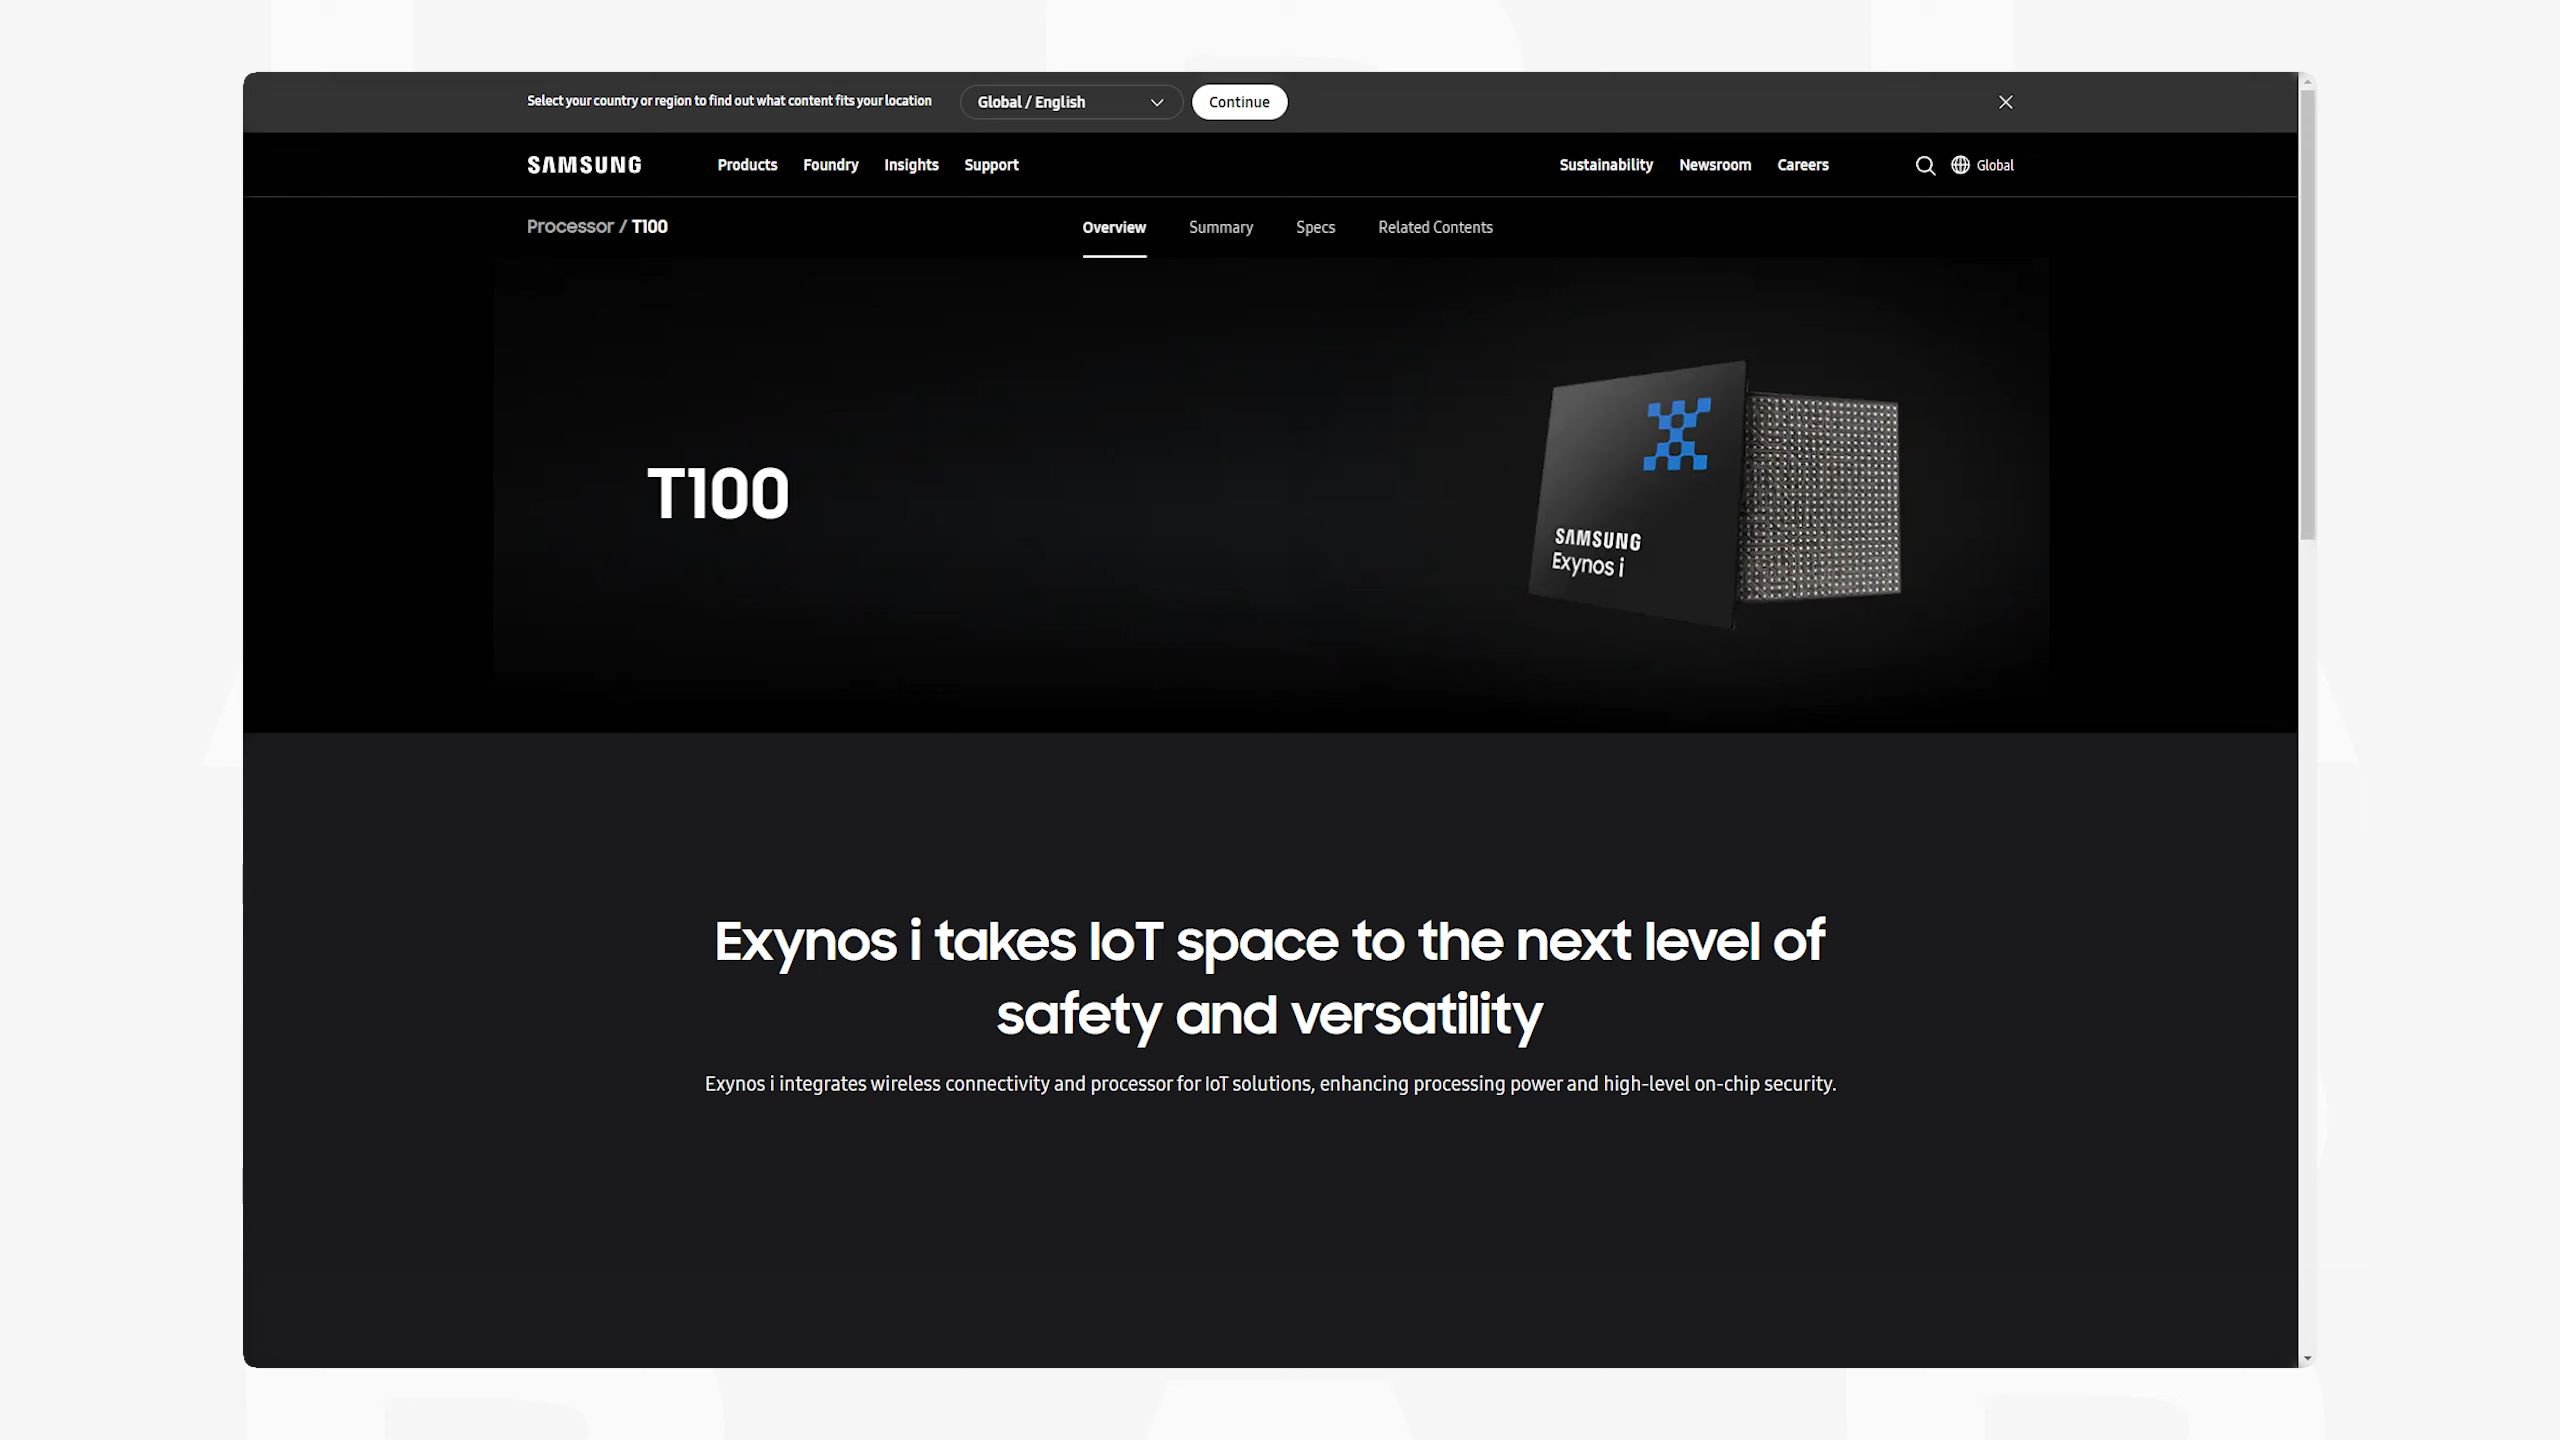 Select your country or region to find out what content fits your location
Global / English
Continue
SAMSUNG
Products
Foundry
Insights
Support
Sustainability
Newsroom
Careers
Global
Processor / T100
Overview
Summary
Specs
Related Contents
T100
SAMSUNG
Exynos i
Exynos i takes IoT space to the next level of
safety and versatility
Exynos i integrates wireless connectivity and processor for IoT solutions, enhancing processing power and high-level on-chip security.